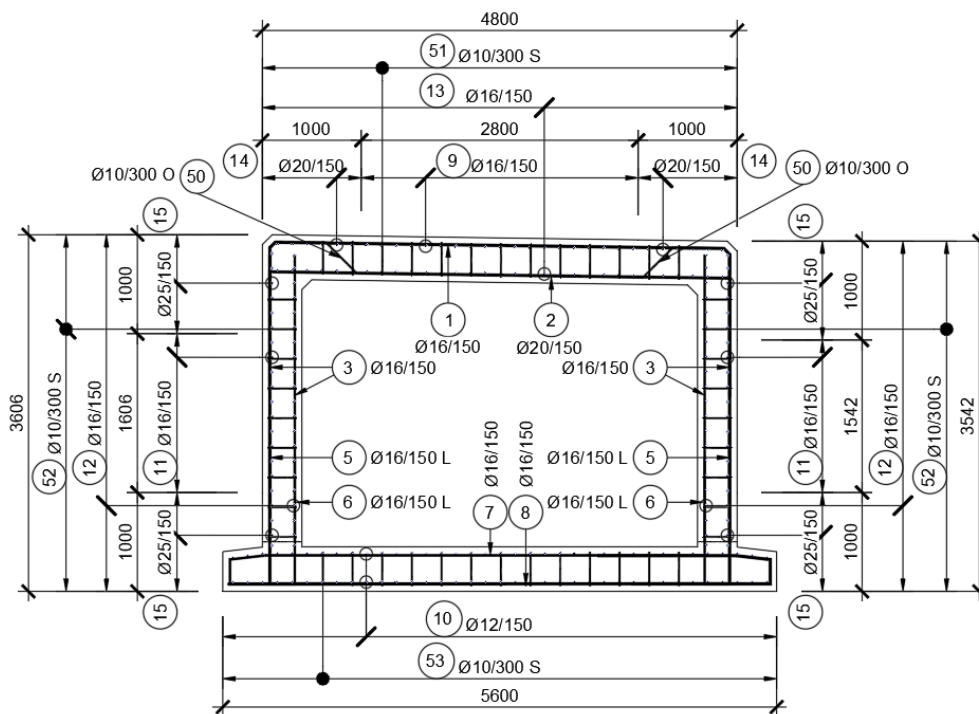 4800
51 Ø10/300 S
13 Ø16/150
1000 2800 1000
14 Ø20/150 9 Ø16/150 Ø20/150 14
Ø10/300 O 50 50 Ø10/300 O
15 15
1000 Ø25/150 Ø25/150 1000
1 2
Ø16/150 Ø20/150
3 Ø16/150 Ø16/150 3
3606 52 Ø10/300 S 12 Ø16/150 1606 11 Ø16/150
11 Ø16/150 1542 12 Ø16/150 52 Ø10/300 S 3542
5 Ø16/150 L Ø16/150 Ø16/150 Ø16/150 L 5
6 Ø16/150 L 7 8 Ø16/150 L 6
1000 Ø25/150 Ø25/150 1000
15 15
10 Ø12/150
53 Ø10/300 S
5600